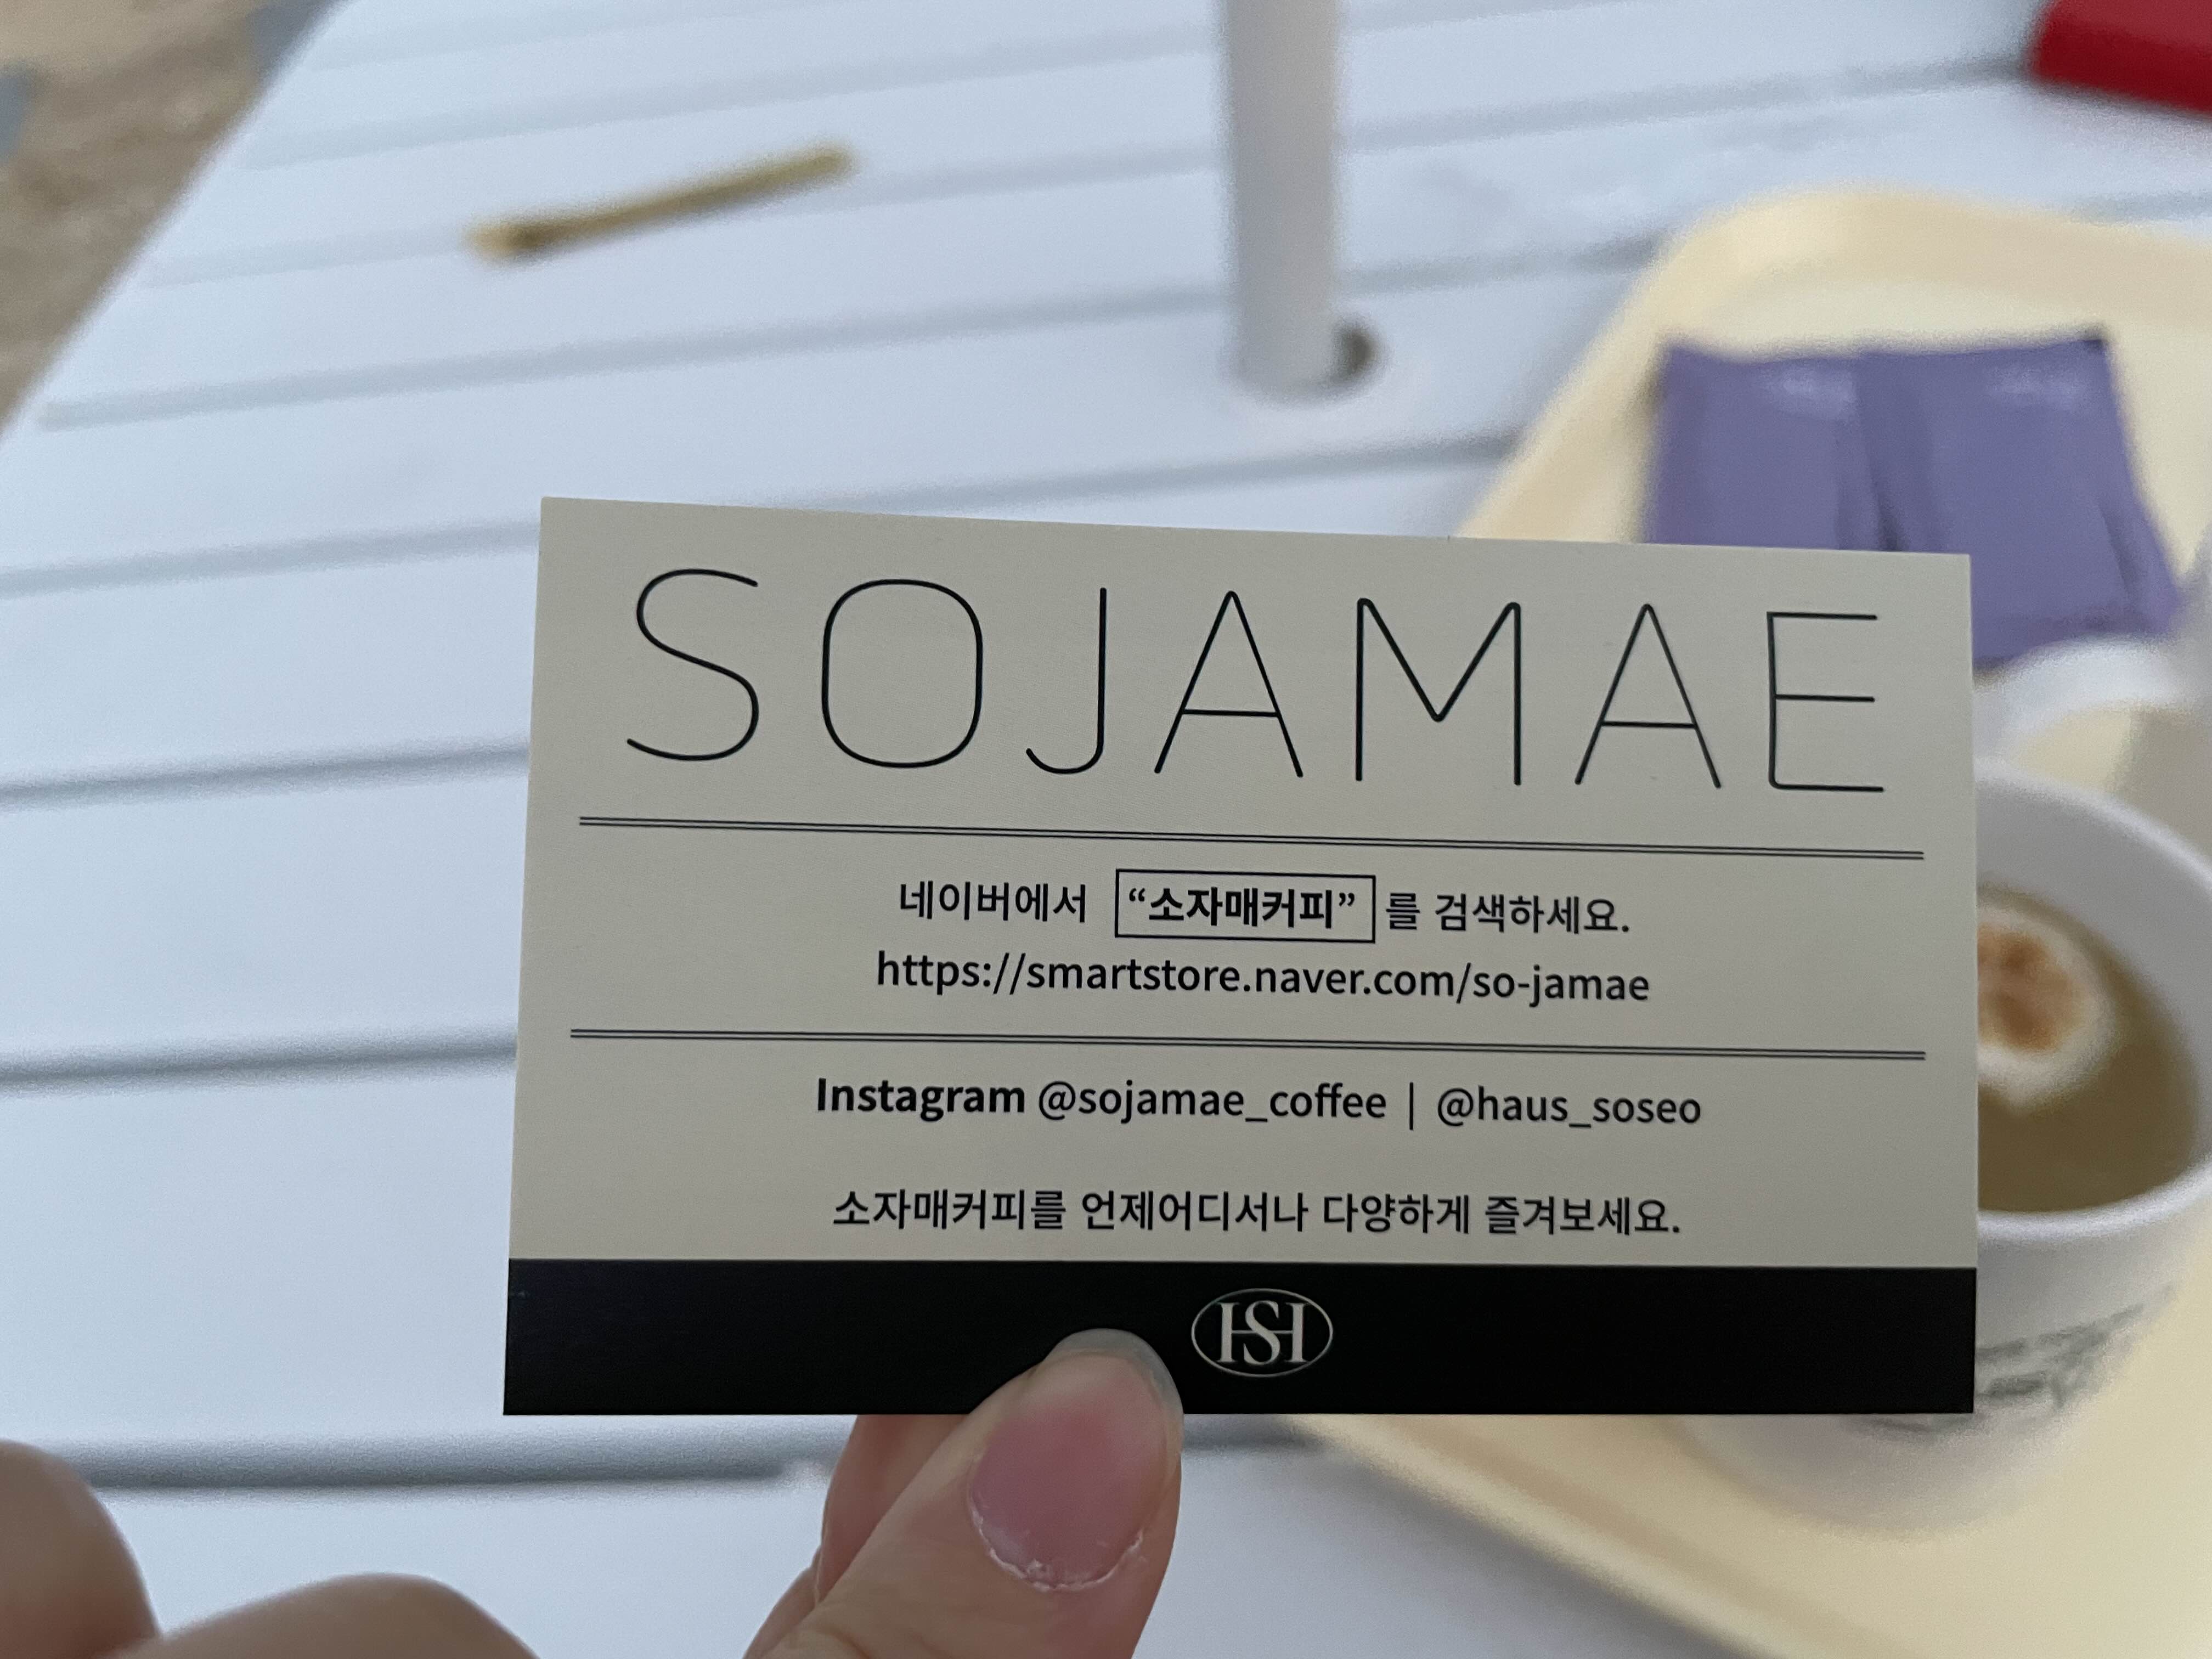 SOJAMAE
네이버에서 “소자매커피” 를 검색하세요.
https://smartstore.naver.com/so-jamae
Instagram @sojamae_coffee | @haus_soseo
소자매커피를 언제어디서나 다양하게 즐겨보세요.
HSH